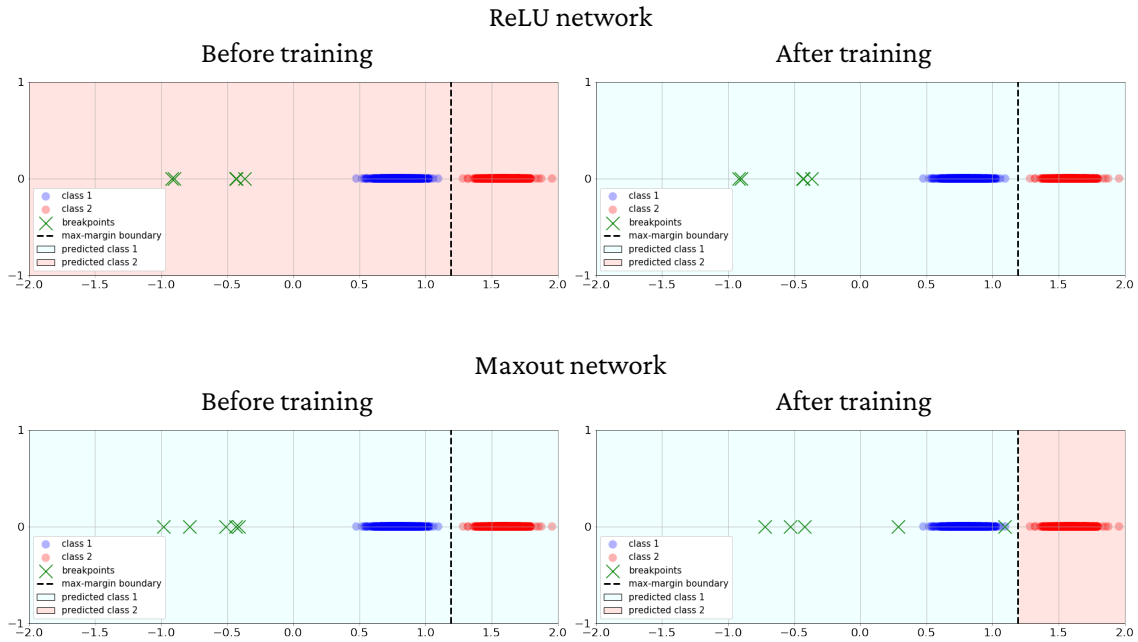 ReLU network
Before training
After training
1
0
−1
−2.0 −1.5 −1.0 −0.5 0.0 0.5 1.0 1.5 2.0
class 1
class 2
breakpoints
max-margin boundary
predicted class 1
predicted class 2
1
0
−1
−2.0 −1.5 −1.0 −0.5 0.0 0.5 1.0 1.5 2.0
class 1
class 2
breakpoints
max-margin boundary
predicted class 1
predicted class 2
Maxout network
Before training
After training
1
0
−1
−2.0 −1.5 −1.0 −0.5 0.0 0.5 1.0 1.5 2.0
class 1
class 2
breakpoints
max-margin boundary
predicted class 1
predicted class 2
1
0
−1
−2.0 −1.5 −1.0 −0.5 0.0 0.5 1.0 1.5 2.0
class 1
class 2
breakpoints
max-margin boundary
predicted class 1
predicted class 2